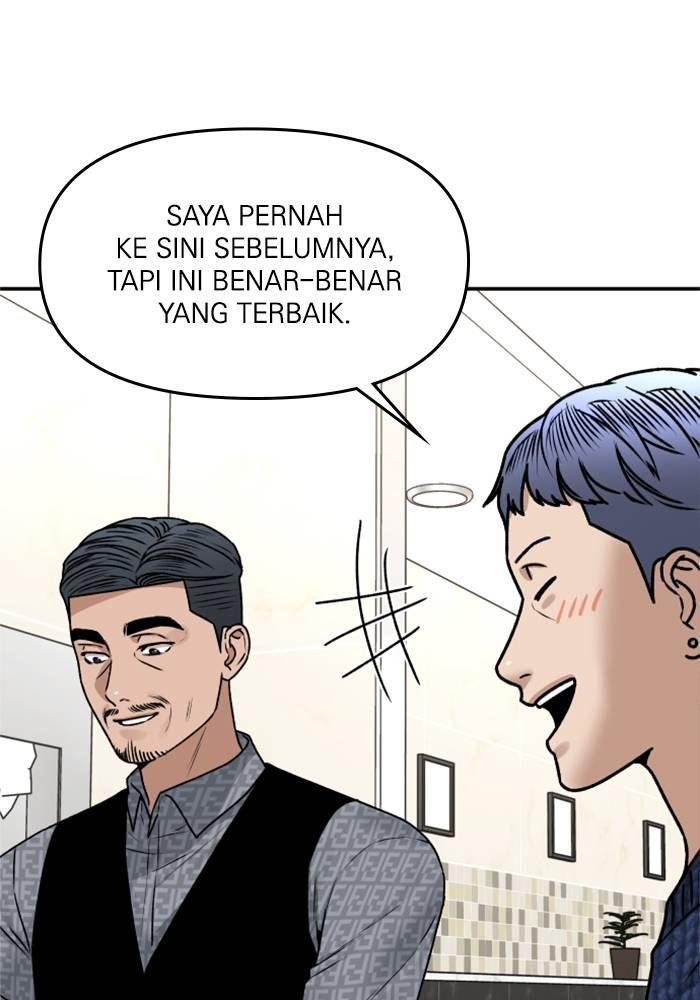 SAYA PERNAH
KE SINI SEBELUMNYA,
TAPI INI BENAR-BENAR
YANG TERBAIK.